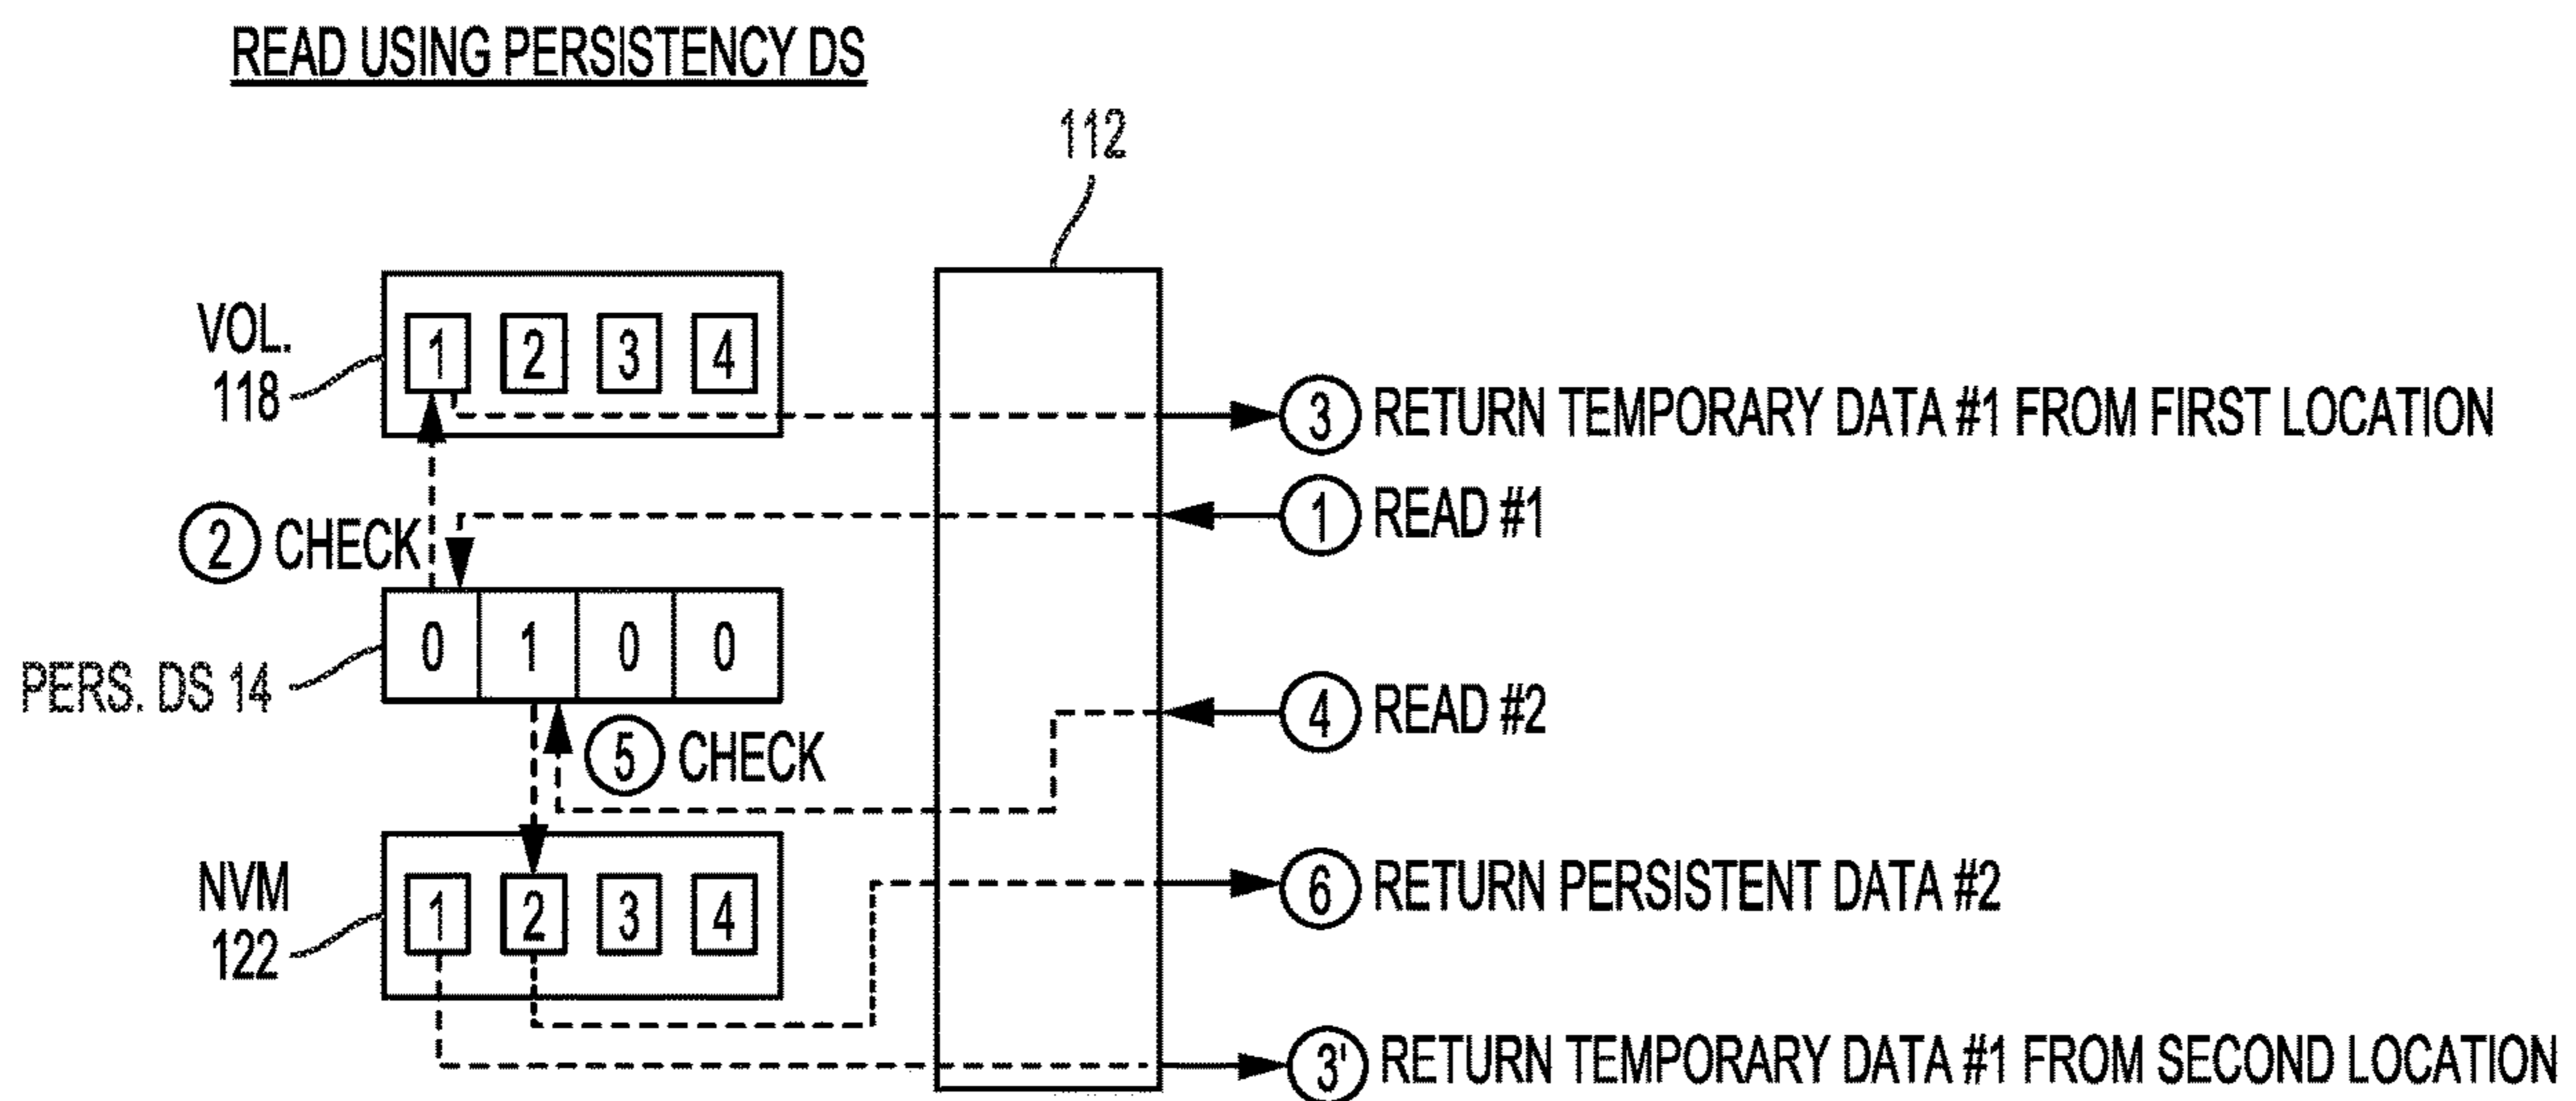 READ USING PERSISTENCY DS
112
VOL.
118
1 2 3 4
3 RETURN TEMPORARY DATA #1 FROM FIRST LOCATION
1 READ #1
2 CHECK
PERS. DS 14
0 1 0 0
4 READ #2
5 CHECK
NVM
122
1 2 3 4
6 RETURN PERSISTENT DATA #2
3' RETURN TEMPORARY DATA #1 FROM SECOND LOCATION